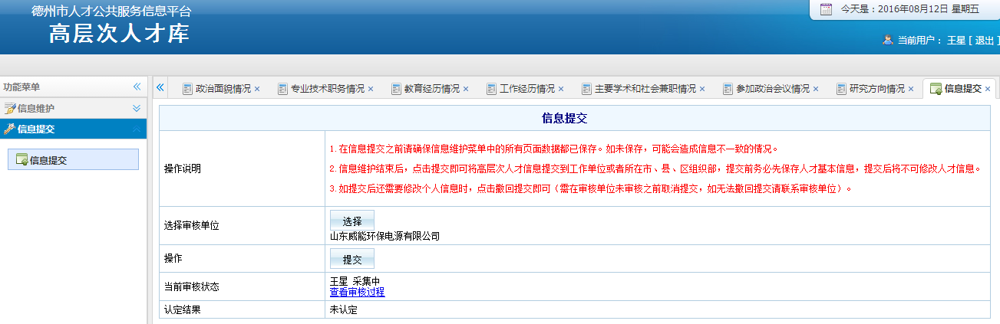 德州市人才公共服务信息平台
高层次人才库
今天是：2016年08月12日 星期五
当前用户： 王星 [ 退出 ]
功能菜单
信息维护
信息提交
信息提交
政治面貌情况 专业技术职务情况 教育经历情况 工作经历情况 主要学术和社会兼职情况 参加政治会议情况 研究方向情况 信息提交
信息提交
操作说明
1. 在信息提交之前请确保信息维护菜单中的所有页面数据都已保存。如未保存，可能会造成信息不一致的情况。
2. 信息维护结束后，点击提交即可将高层次人才信息提交到工作单位或者所在市、县、区组织部，提交前务必先保存人才基本信息，提交后将不可修改人才信息。
3. 如提交后还需要修改个人信息时，点击撤回提交即可（需在审核单位未审核之前取消提交，如无法撤回提交请联系审核单位）。
选择审核单位
选择
山东威能环保电源有限公司
操作
提交
当前审核状态
王星 采集中
查看审核过程
认定结果
未认定